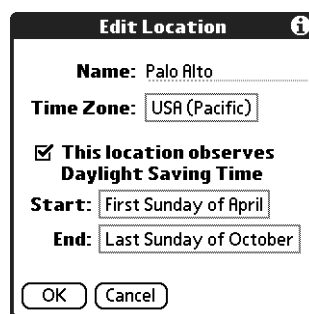 Edit Location
Name: Palo Alto
Time Zone: USA (Pacific)
This location observes
Daylight Saving Time
Start: First Sunday of April
End: Last Sunday of October
OK Cancel